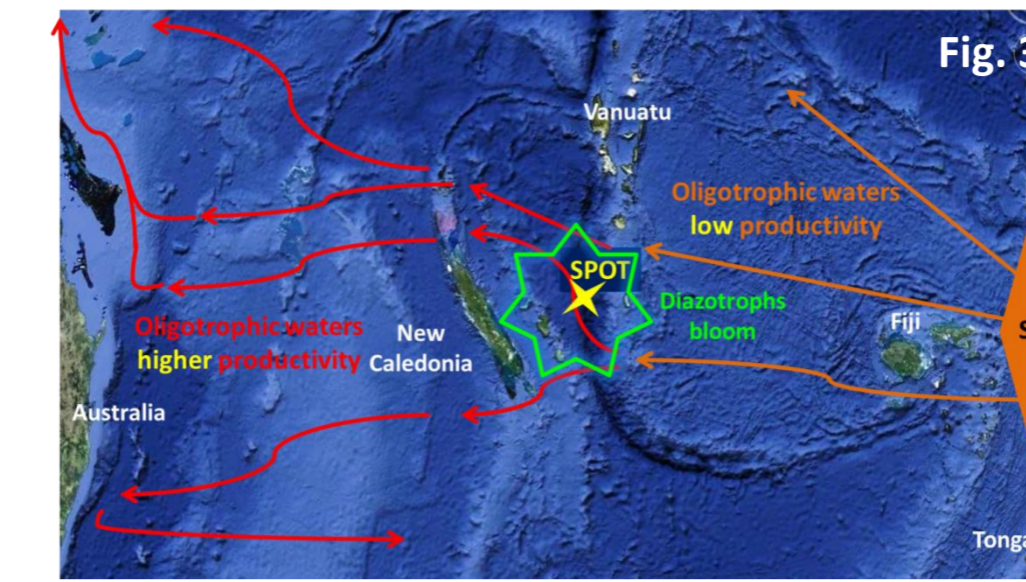 Fig. 3
Vanuatu
Oligotrophic waters
low productivity
SPOT
Diazotrophs
bloom
Fiji
Oligotrophic waters
higher productivity
New
Caledonia
Australia
Tonga